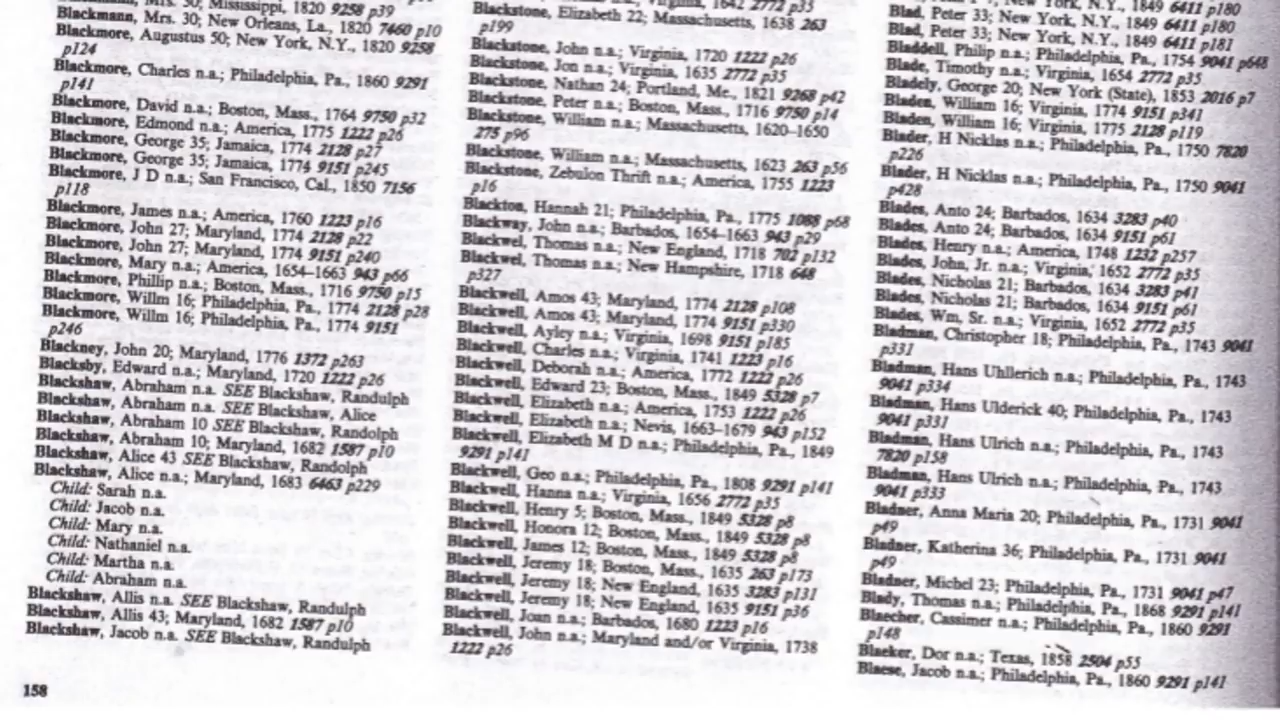 Mississippi, 1820 9258 p39
Blackmann, Mrs. 30; New Orleans, La., 1820 7460 p10
Blackmore, Augustus 50; New York, N.Y., 1820 9258
p124
Blackmore, Charles n.a.; Philadelphia, Pa., 1860 9291
p141
Blackmore, David n.a.; Boston, Mass., 1764 9750 p32
Blackmore, Edmond n.a.; America, 1775 1222 p26
Blackmore, George 35; Jamaica, 1774 2128 p27
Blackmore, George 35; Jamaica, 1774 9151 p245
Blackmore, J D n.a.; San Francisco, Cal., 1850 7156
p118
Blackmore, James n.a.; America, 1760 1223 p16
Blackmore, John 27; Maryland, 1774 2128 p22
Blackmore, John 27; Maryland, 1774 9151 p240
Blackmore, Mary n.a.; America, 1654-1663 943 p66
Blackmore, Phillip n.a.; Boston, Mass., 1716 9750 p15
Blackmore, Willm 16; Philadelphia, Pa., 1774 2128 p28
Blackmore, Willm 16; Philadelphia, Pa., 1774 9151
p246
Blackney, John 20; Maryland, 1776 1372 p263
Blacksby, Edward n.a.; Maryland, 1720 1222 p26
Blackshaw, Abraham n.a. SEE Blackshaw, Randulph
Blackshaw, Abraham n.a. SEE Blackshaw, Alice
Blackshaw, Abraham 10 SEE Blackshaw, Randolph
Blackshaw, Abraham 10; Maryland, 1682 1587 p10
Blackshaw, Alice 43 SEE Blackshaw, Randolph
Blackshaw, Alice n.a.; Maryland, 1683 6463 p229
Child: Sarah n.a.
Child: Jacob n.a.
Child: Mary n.a.
Child: Nathaniel n.a.
Child: Martha n.a.
Child: Abraham n.a.
Blackshaw, Allis n.a. SEE Blackshaw, Randulph
Blackshaw, Allis 43; Maryland, 1682 1587 p10
Blackshaw, Jacob n.a. SEE Blackshaw, Randulph
158
Blackstone, Elizabeth 22; Massachusetts, 1638 263
p199
Blackstone, John n.a.; Virginia, 1720 1222 p26
Blackstone, Jon n.a.; Virginia, 1635 2772 p35
Blackstone, Nathan 24; Portland, Me., 1821 9268 p42
Blackstone, Peter n.a.; Boston, Mass., 1716 9750 p14
Blackstone, William n.a.; Massachusetts, 1620-1650
275 p96
Blackstone, William n.a.; Massachusetts, 1623 263 p56
Blackstone, Zebulon Thrift n.a.; America, 1755 1223
p16
Blackton, Hannah 21; Philadelphia, Pa., 1775 1088 p68
Blackway, John n.a.; Barbados, 1654-1663 943 p29
Blackwel, Thomas n.a.; New England, 1718 702 p132
Blackwel, Thomas n.a.; New Hampshire, 1718 648
p327
Blackwell, Amos 43; Maryland, 1774 2128 p108
Blackwell, Amos 43; Maryland, 1774 9151 p330
Blackwell, Ayley n.a.; Virginia, 1698 9151 p185
Blackwell, Charles n.a.; Virginia, 1741 1223 p16
Blackwell, Deborah n.a.; America, 1772 1222 p26
Blackwell, Edward 23; Boston, Mass., 1849 5328 p7
Blackwell, Elizabeth n.a.; America, 1753 1222 p26
Blackwell, Elizabeth n.a.; Nevis, 1663-1679 943 p152
Blackwell, Elizabeth M D n.a.; Philadelphia, Pa., 1849
9291 p141
Blackwell, Geo n.a.; Philadelphia, Pa., 1808 9291 p141
Blackwell, Hanna n.a.; Virginia, 1656 2772 p35
Blackwell, Henry 5; Boston, Mass., 1849 5328 p8
Blackwell, Honora 12; Boston, Mass., 1849 5328 p8
Blackwell, James 12; Boston, Mass., 1849 5328 p8
Blackwell, Jeremy 18; Boston, Mass., 1635 263 p173
Blackwell, Jeremy 18; New England, 1635 3283 p131
Blackwell, Jeremy 18; New England, 1635 9151 p36
Blackwell, Joan n.a.; Barbados, 1680 1223 p16
Blackwell, John n.a.; Maryland and/or Virginia, 1738
1222 p26
New York, N.Y., 1849 6411 p180
Blad, Peter 33; New York, N.Y., 1849 6411 p180
Blad, Peter 33; New York, N.Y., 1849 6411 p181
Bladdell, Philip n.a.; Philadelphia, Pa., 1754 9041 p648
Blade, Timothy n.a.; Virginia, 1654 2772 p35
Bladely, George 20; New York (State), 1853 2016 p7
Bladen, William 16; Virginia, 1774 9151 p341
Bladen, William 16; Virginia, 1775 2128 p119
Blader, H Nicklas n.a.; Philadelphia, Pa., 1750 7820
p226
Blader, H Nicklas n.a.; Philadelphia, Pa., 1750 9041
p428
Blades, Anto 24; Barbados, 1634 3283 p40
Blades, Anto 24; Barbados, 1634 9151 p61
Blades, Henry n.a.; America, 1748 1232 p257
Blades, John, Jr. n.a.; Virginia, 1652 2772 p35
Blades, Nicholas 21; Barbados, 1634 3283 p41
Blades, Nicholas 21; Barbados, 1634 9151 p61
Blades, Wm, Sr. n.a.; Virginia, 1652 2772 p35
Bladman, Christopher 18; Philadelphia, Pa., 1743 9041
p331
Bladman, Hans Uhllerich n.a.; Philadelphia, Pa., 1743
9041 p334
Bladman, Hans Ulderick 40; Philadelphia, Pa., 1743
9041 p331
Bladman, Hans Ulrich n.a.; Philadelphia, Pa., 1743
7820 p158
Bladman, Hans Ulrich n.a.; Philadelphia, Pa., 1743
9041 p333
Bladner, Anna Maria 20; Philadelphia, Pa., 1731 9041
p49
Bladner, Katherina 36; Philadelphia, Pa., 1731 9041
p49
Bladner, Michel 23; Philadelphia, Pa., 1731 9041 p47
Blady, Thomas n.a.; Philadelphia, Pa., 1868 9291 p141
Blaecher, Cassimer n.a.; Philadelphia, Pa., 1860 9291
p148
Blaeker, Dor n.a.; Texas, 1858 2504 p55
Blaese, Jacob n.a.; Philadelphia, Pa., 1860 9291 p141